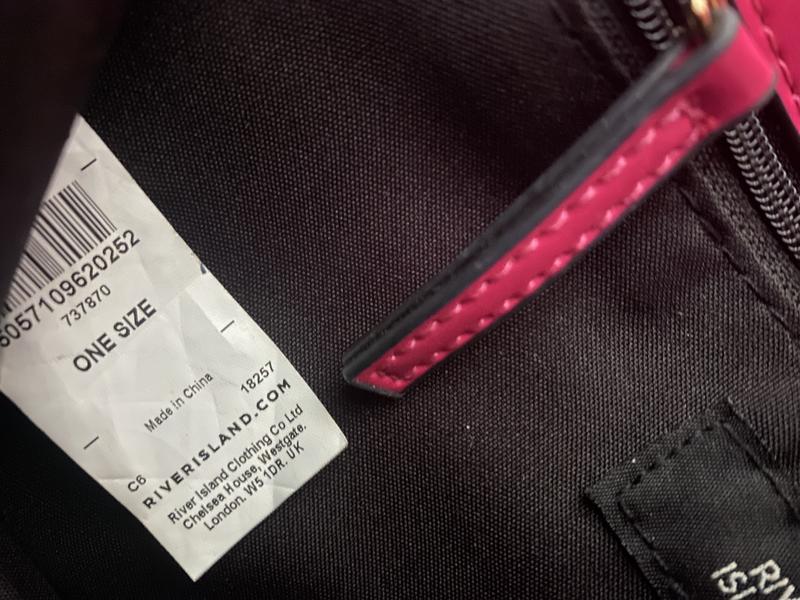 5057109620252
737870
ONE SIZE
Made in China
18257
C6
RIVERISLAND.COM
River Island Clothing Co Ltd
Chelsea House, Westgate.
London. W5 1DR. UK